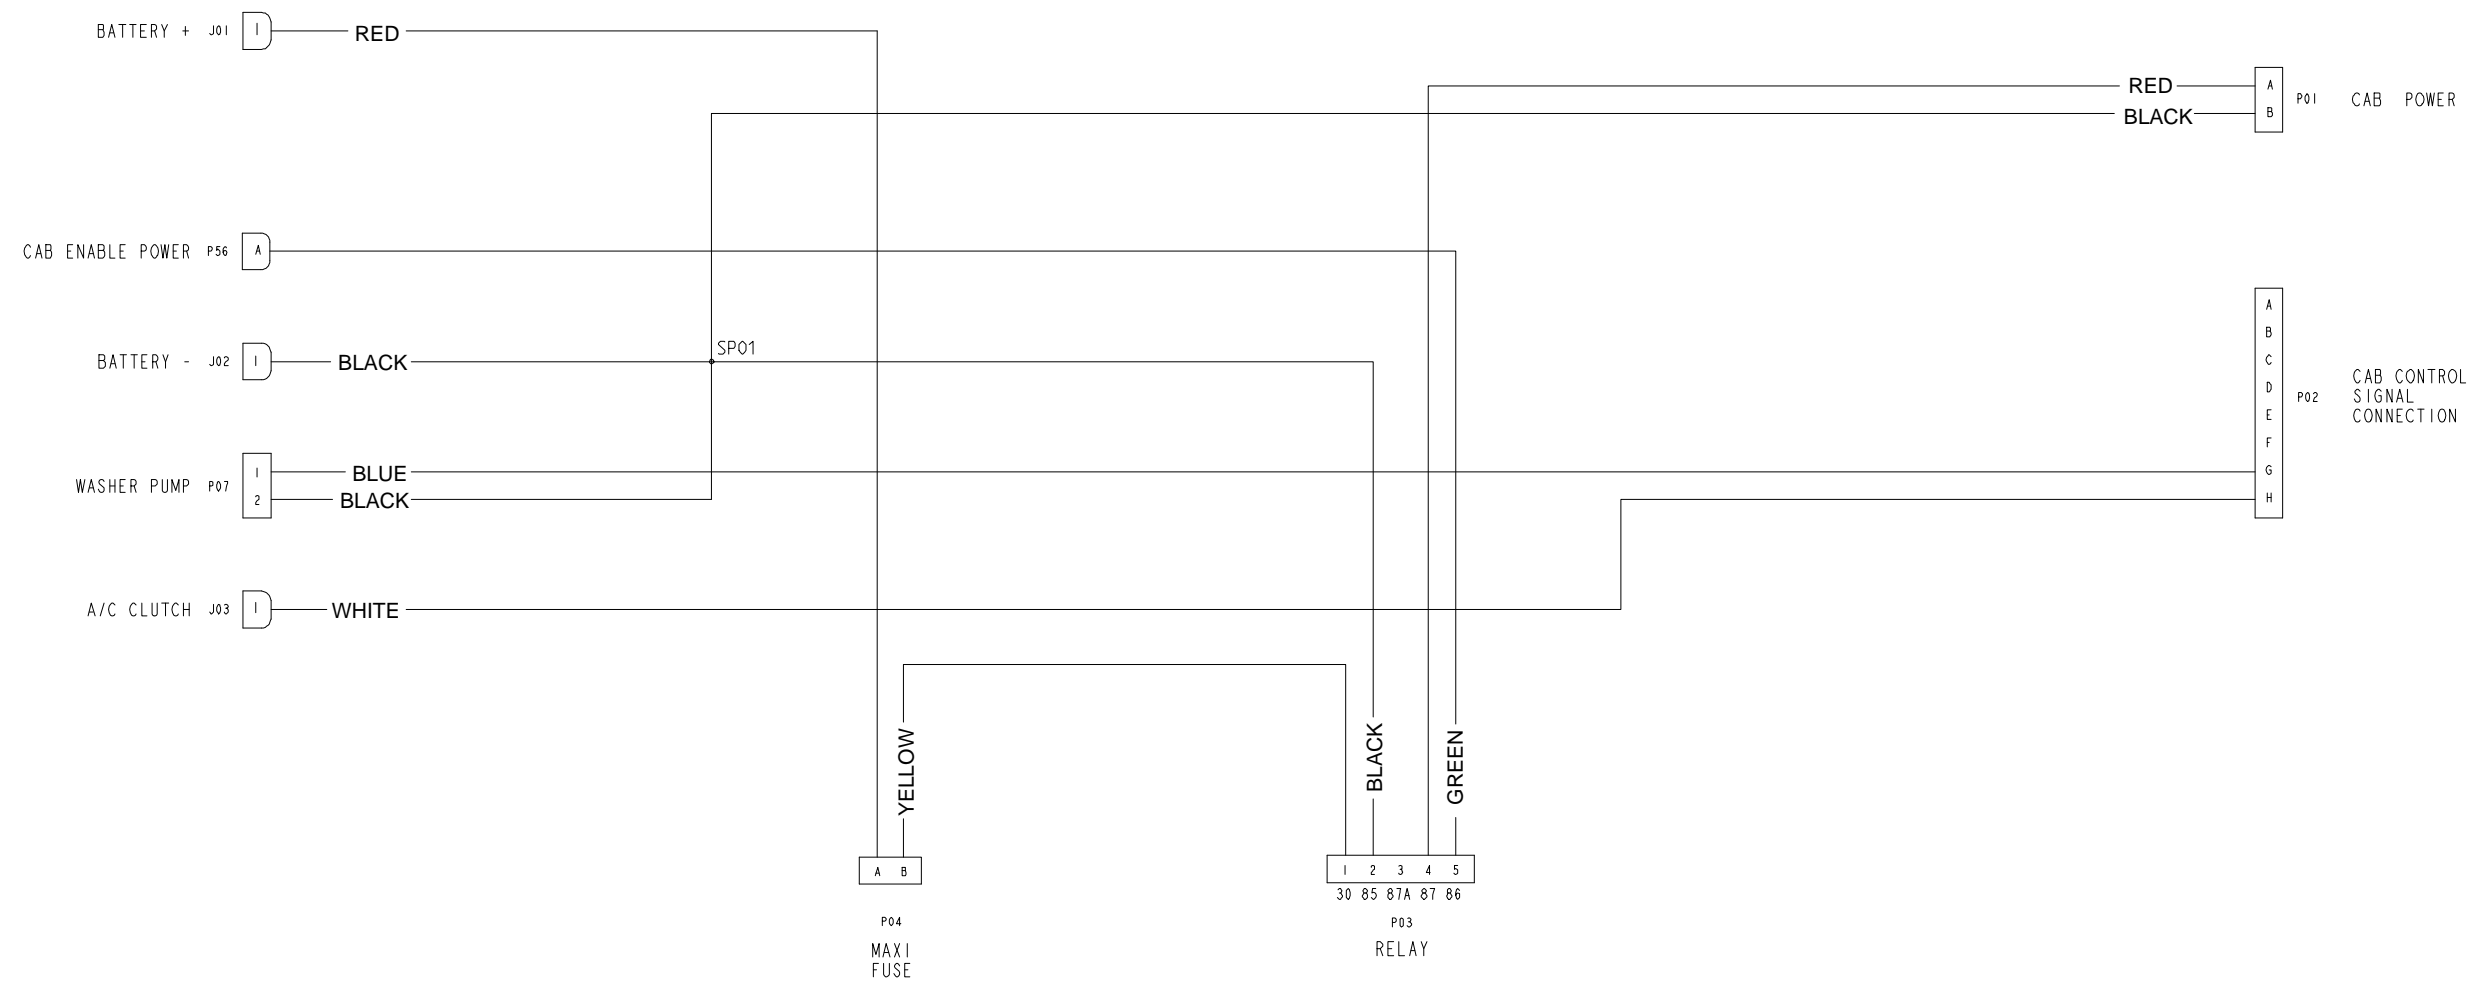 BATTERY + J01 1 RED
RED A
BLACK B
P01 CAB POWER
CAB ENABLE POWER P56 A
BATTERY - J02 1 BLACK
SP01
A
B
C
D
E
F
G
H
P02
CAB CONTROL
SIGNAL
CONNECTION
WASHER PUMP P07
1 BLUE
2 BLACK
A/C CLUTCH J03 1 WHITE
YELLOW
BLACK
GREEN
A B
P04
MAXI
FUSE
1 2 3 4 5
30 85 87A 87 86
P03
RELAY